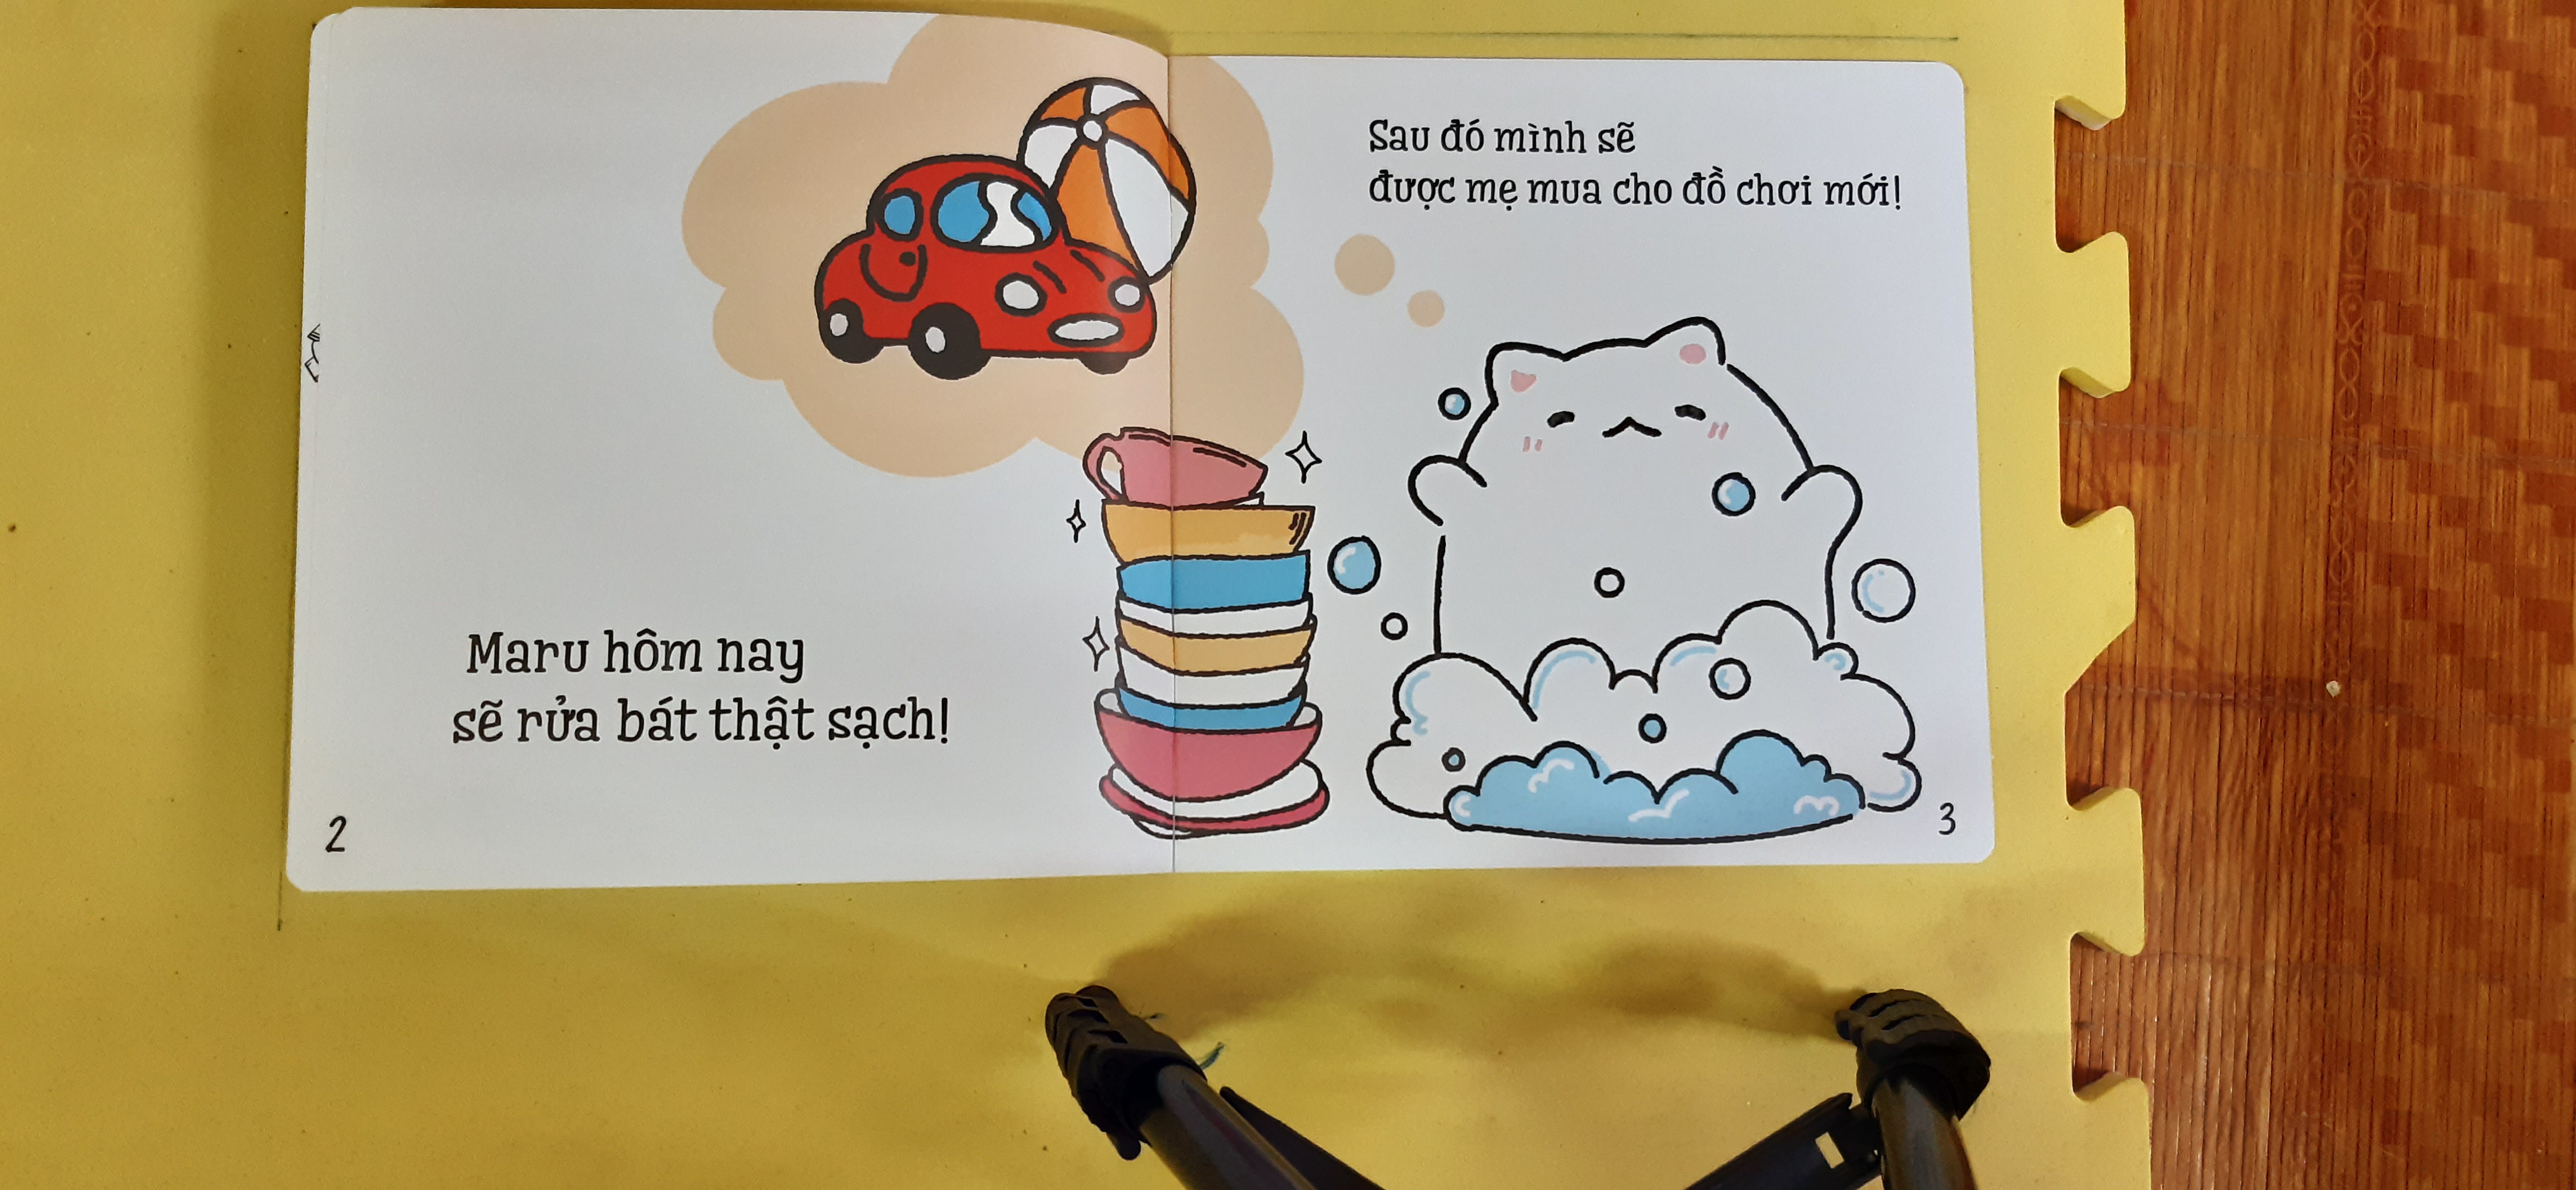 Maru hôm nay
sẽ rửa bát thật sạch!
2
Sau đó mình sẽ
được mẹ mua cho đồ chơi mới!
3